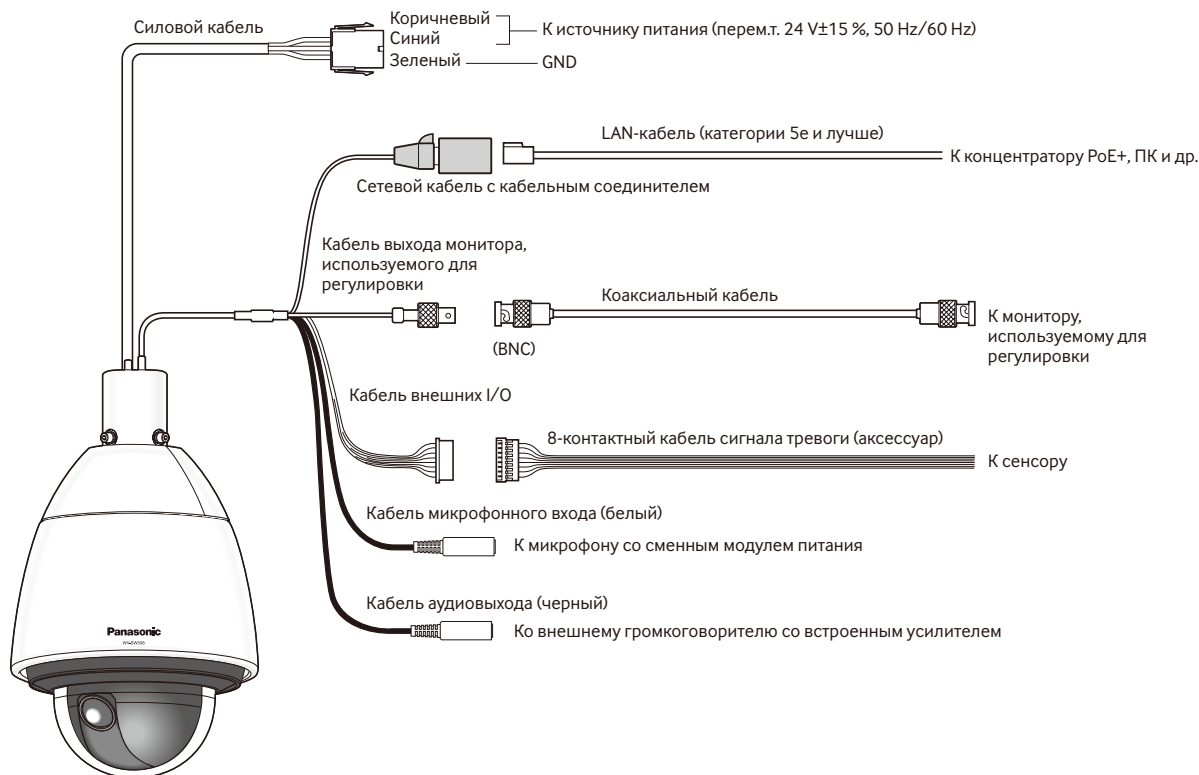 Силовой кабель
Коричневый
Синий
К источнику питания (перем.т. 24 V±15 %, 50 Hz/60 Hz)
Зеленый
GND
LAN-кабель (категории 5e и лучше)
К концентратору PoE+, ПК и др.
Сетевой кабель с кабельным соединителем
Кабель выхода монитора,
используемого для
регулировки
Коаксиальный кабель
(BNC)
К монитору,
используемому для
регулировки
Кабель внешних I/O
8-контактный кабель сигнала тревоги (аксессуар)
К сенсору
Кабель микрофонного входа (белый)
К микрофону со сменным модулем питания
Кабель аудиовыхода (черный)
Ко внешнему громкоговорителю со встроенным усилителем
Panasonic